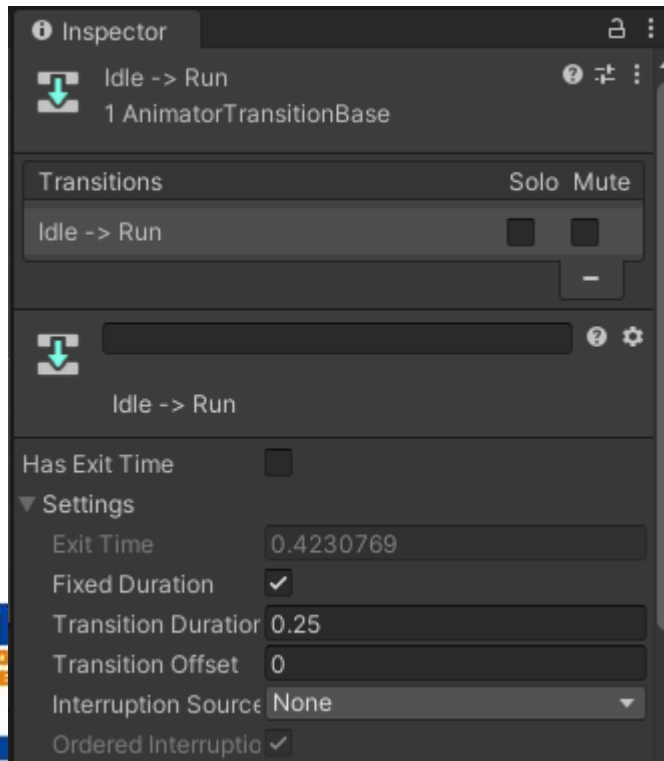 Inspector
Idle -> Run
1 AnimatorTransitionBase
Transitions Solo Mute
Idle -> Run
Idle -> Run
Has Exit Time
Settings
Exit Time 0.4230769
Fixed Duration
Transition Duration 0.25
Transition Offset 0
Interruption Source None
Ordered Interruptio